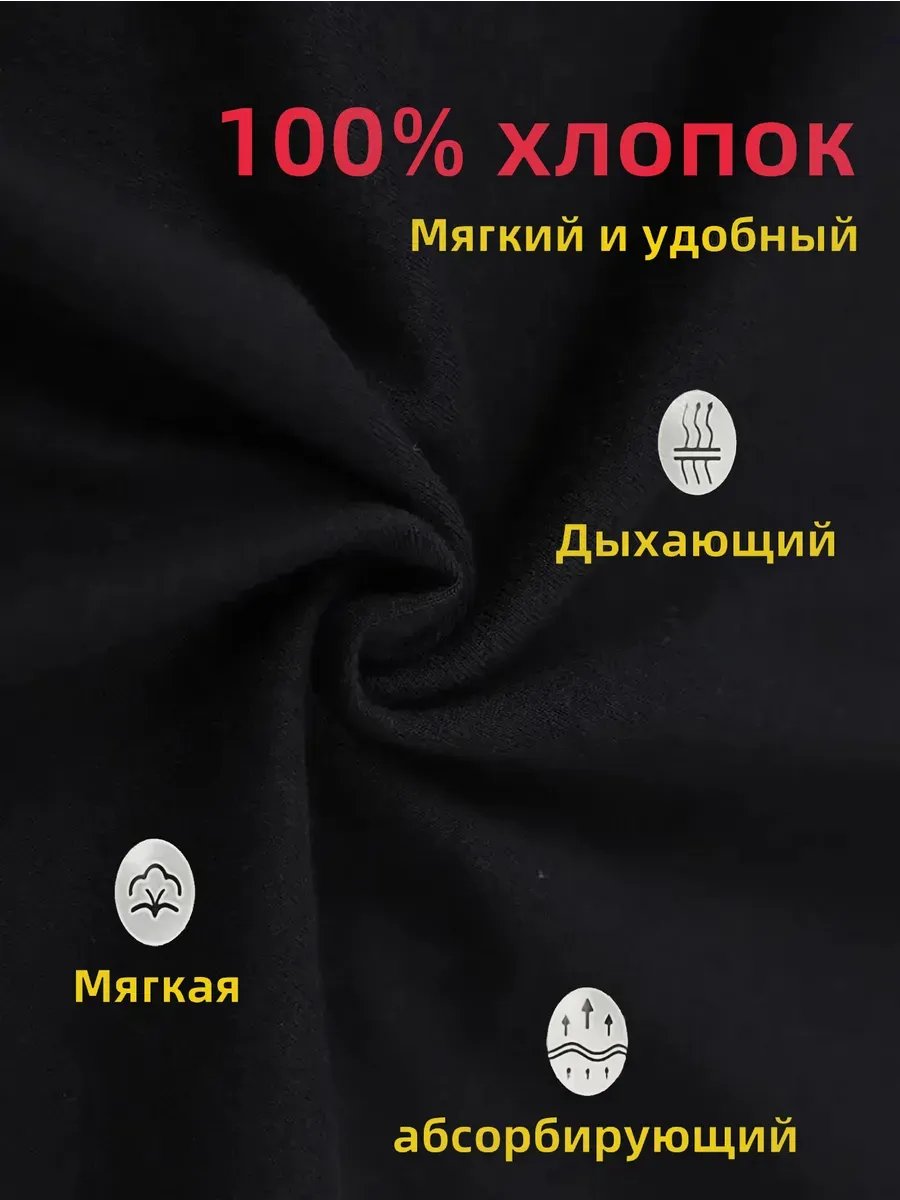 100% хлопок
Мягкий и удобный
Дыхающий
Мягкая
абсорбирующий